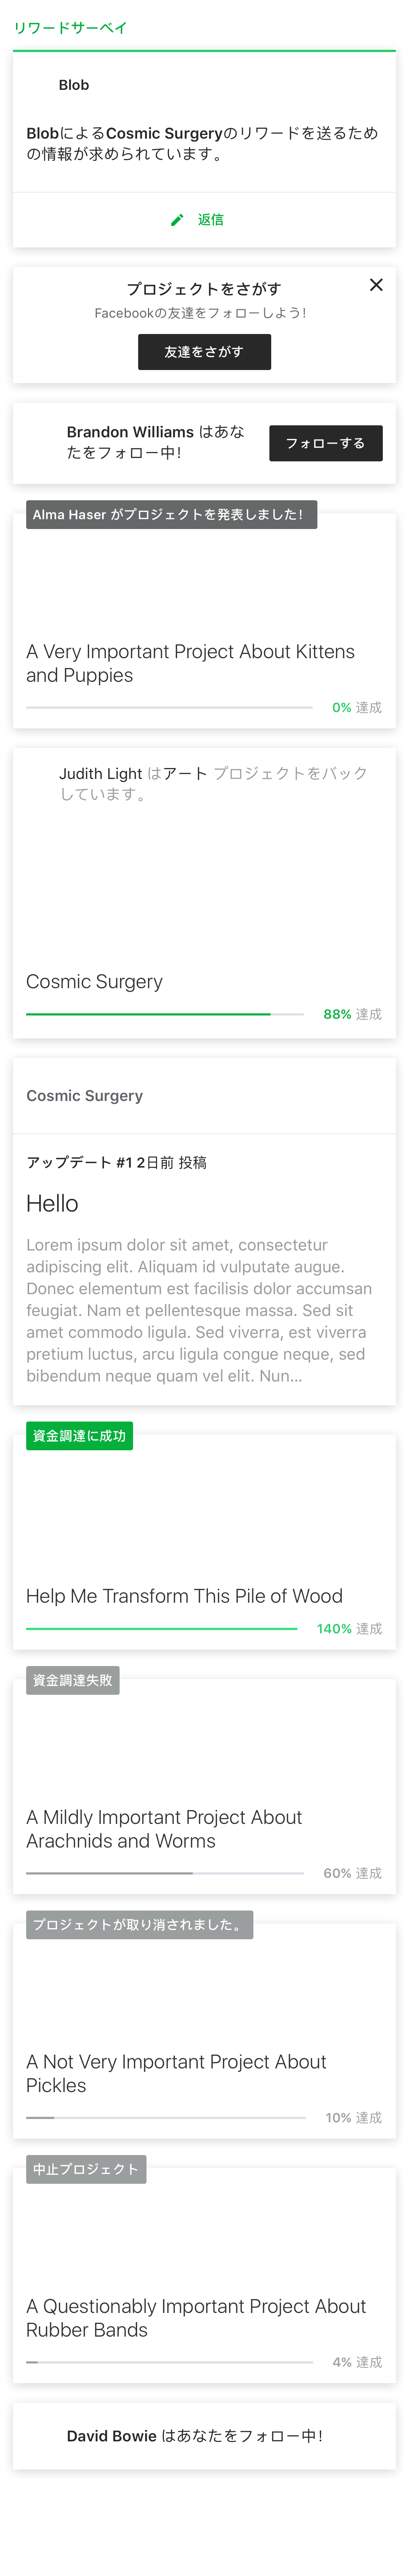 リワードサーベイ
Blob
BlobによるCosmic Surgeryのリワードを送るため
の情報が求められています。
返信
プロジェクトをさがす
Facebookの友達をフォローしよう!
友達をさがす
Brandon Williams はあな
たをフォロー中!
フォローする
Alma Haser がプロジェクトを発表しました!
A Very Important Project About Kittens
and Puppies
0% 達成
Judith Light はアート プロジェクトをバック
しています。
Cosmic Surgery
88% 達成
Cosmic Surgery
アップデート #1 2日前 投稿
Hello
Lorem ipsum dolor sit amet, consectetur
adipiscing elit. Aliquam id vulputate augue.
Donec elementum est facilisis dolor accumsan
feugiat. Nam et pellentesque massa. Sed sit
amet commodo ligula. Sed viverra, est viverra
pretium luctus, arcu ligula congue neque, sed
bibendum neque quam vel elit. Nun...
資金調達に成功
Help Me Transform This Pile of Wood
140% 達成
資金調達失敗
A Mildly Important Project About
Arachnids and Worms
60% 達成
プロジェクトが取り消されました。
A Not Very Important Project About
Pickles
10% 達成
中止プロジェクト
A Questionably Important Project About
Rubber Bands
4% 達成
David Bowie はあなたをフォロー中!